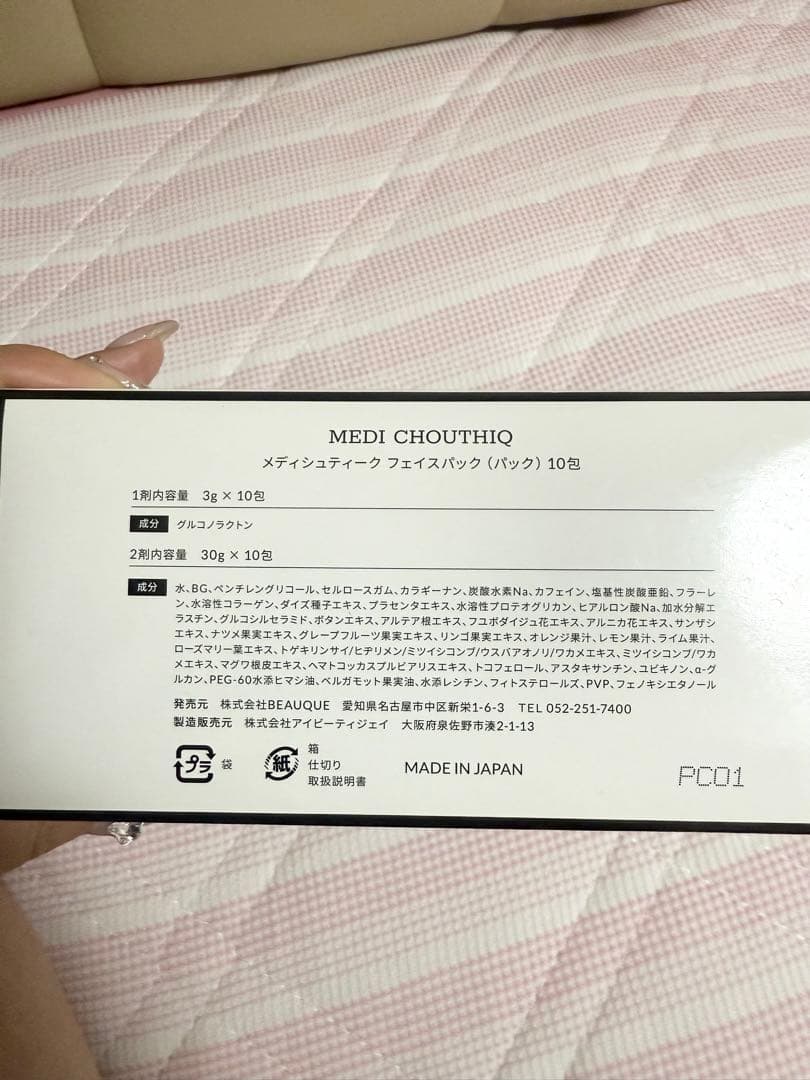 MEDI CHOUTHIQ
メディシュティーク フェイスパック（パック）10包
1剤内容量 3g × 10包
成分 グルコノラクトン
2剤内容量 30g × 10包
成分 水、BG、ペンチレングリコール、セルロースガム、カラギーナン、炭酸水素Na、カフェイン、塩基性炭酸亜鉛、フラーレ
ン、水溶性コラーゲン、ダイズ種子エキス、プラセンタエキス、水溶性プロテオグリカン、ヒアルロン酸Na、加水分解エ
ラスチン、グルコシルセラミド、ボタンエキス、アルテア根エキス、フユボダイジュ花エキス、アルニカ花エキス、サンザシ
エキス、ナツメ果実エキス、グレープフルーツ果実エキス、リンゴ果実エキス、オレンジ果汁、レモン果汁、ライム果汁、
ローズマリー葉エキス、トゲキリンサイ/ヒヂリメン/ミツイシコンブ/ウスバアオノリ/ワカメエキス、ミツイシコンブ/ワカ
メエキス、マグワ根皮エキス、ヘマトコッカスプルビアリスエキス、トコフェロール、アスタキサンチン、ユビキノン、α-グ
ルカン、PEG-60水添ヒマシ油、ベルガモット果実油、水添レシチン、フィトステロールズ、PVP、フェノキシエタノール
発売元 株式会社BEAUQUE 愛知県名古屋市中区新栄1-6-3 TEL 052-251-7400
製造販売元 株式会社アイビーティジェイ 大阪府泉佐野市湊2-1-13
プラ 袋
紙 箱
仕切り
取扱説明書
MADE IN JAPAN
PC01